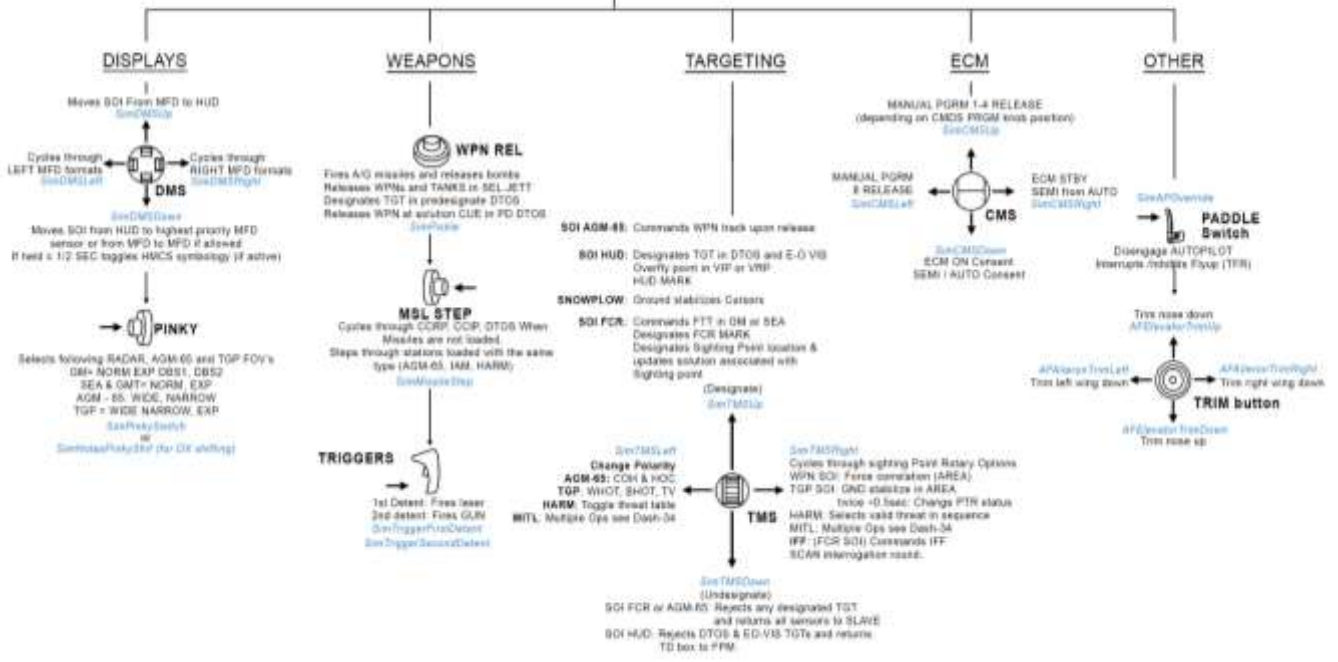 DISPLAYS
Moves SOI From MFD to HUD
SimDMSUp
Cycles through
LEFT MFD formats
SimDMSLeft
Cycles through
RIGHT MFD formats
SimDMSRight
DMS
SimDMSDown
Moves SOI from HUD to highest priority MFD
sensor or from MFD to MFD if allowed
1/2 SEC toggles HMCS symbology (if active)
PINKY
Selects following RADAR, AGM-65 and TGP FOV's
GM= NORM EXP DBS1, DBS2
SEA & GMT= NORM, EXP
AGM - 65: WIDE, NARROW
TGP = WIDE NARROW, EXP
SimPinkySwitch
or
SimHotasPinkyShift (for DX shifting)
WEAPONS
WPN REL
Fires A/G missiles and releases bombs
Releases WPNs and TANKS in SEL JETT
Designates TGT in predesignate DTOS
Releases WPN at solution CUE in PD DTOS
SimPickle
MSL STEP
Cycles through CCRP, CCIP, DTOS When
Missiles are not loaded.
Steps through stations loaded with the same
type (AGM-65, IAM, HARM)
SimMissileStep
TRIGGERS
1st Detent: Fires laser
2nd detent: Fires GUN
SimTriggerFirstDetent
SimTriggerSecondDetent
TARGETING
SOI AGM-65: Commands WPN track upon release
SOI HUD: Designates TGT in DTOS and E-O VIS
Overfly point in VIP or VRP
HUD MARK
SNOWPLOW: Ground stabilizes Cursors
SOI FCR: Commands FTT in GM or SEA
Designates FCR MARK
Designates Sighting Point location &
updates solution associated with
Sighting point
(Designate)
SimTMSUp
SimTMSLeft
Change Polarity
AGM-65: COH & HOC
TGP: WHOT, BHOT, TV
HARM: Toggle threat table
MITL: Multiple Ops see Dash-34
TMS
SimTMSRight
Cycles through sighting Point Rotary Options
WPN SOI: Force correlation (AREA)
TGP SOI: GND stabilize in AREA
twice <0.5sec: Change PTR status
HARM: Selects valid threat in sequence
MITL: Multiple Ops see Dash-34
IFF: (FCR SOI) Commands IFF
SCAN interrogation round.
SimTMSDown
(Undesignate)
SOI FCR or AGM-65: Rejects any designated TGT
and returns all sensors to SLAVE
SOI HUD: Rejects DTOS & EO-VIS TGTs and returns
TD box to FPM.
ECM
MANUAL PGRM 1-4 RELEASE
(depending on CMDS PRGM knob position)
SimCMSUp
MANUAL PGRM
RELEASE
SimCMSLeft
ECM STBY
SEMI from AUTO
SimCMSRight
CMS
SimCMSDown
ECM ON Consent
SEMI / AUTO Consent
OTHER
SimAPOverride
PADDLE
Switch
Disengage AUTOPILOT
Flyup (TFR)
Trim nose down
AFElevatorTrimUp
AFAileronTrimLeft
Trim left wing down
AFAileronTrimRight
Trim right wing down
TRIM button
AFElevatorTrimDown
Trim nose up